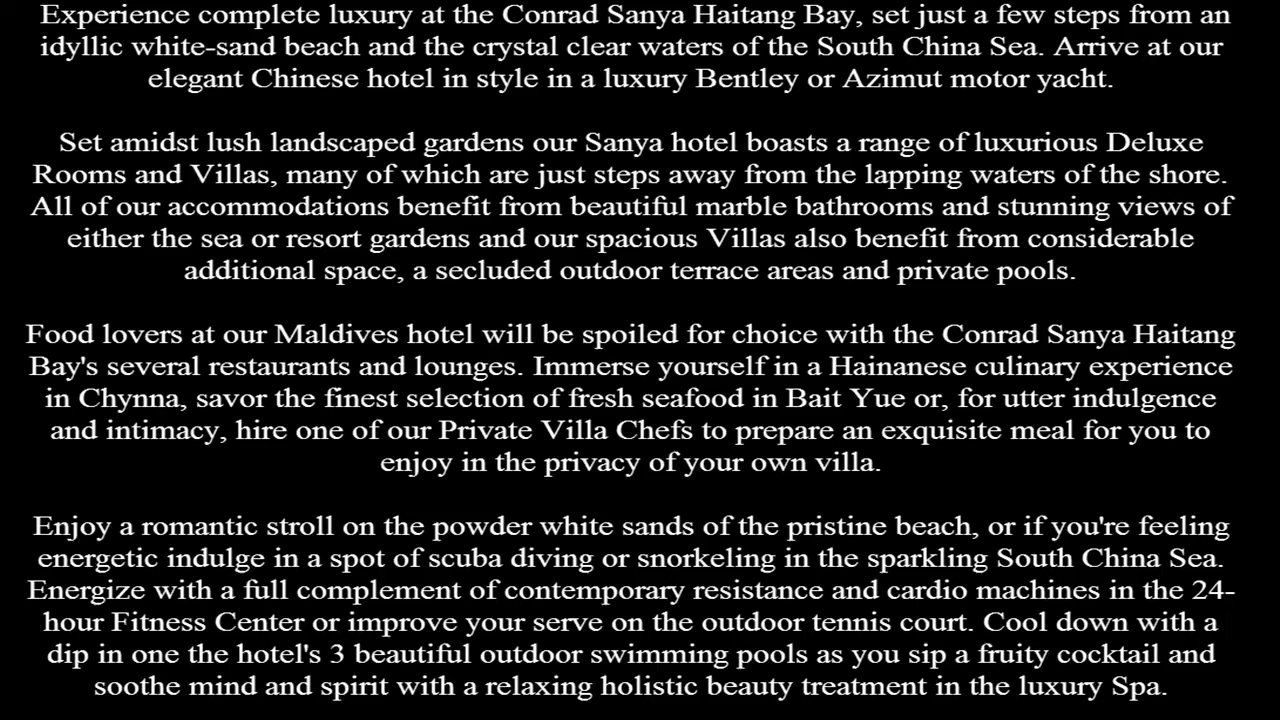 Experience complete luxury at the Conrad Sanya Haitang Bay, set just a few steps from an
idyllic white-sand beach and the crystal clear waters of the South China Sea. Arrive at our
elegant Chinese hotel in style in a luxury Bentley or Azimut motor yacht.
Set amidst lush landscaped gardens our Sanya hotel boasts a range of luxurious Deluxe
Rooms and Villas, many of which are just steps away from the lapping waters of the shore.
All of our accommodations benefit from beautiful marble bathrooms and stunning views of
either the sea or resort gardens and our spacious Villas also benefit from considerable
additional space, a secluded outdoor terrace areas and private pools.
Food lovers at our Maldives hotel will be spoiled for choice with the Conrad Sanya Haitang
Bay's several restaurants and lounges. Immerse yourself in a Hainanese culinary experience
in Chynna, savor the finest selection of fresh seafood in Bait Yue or, for utter indulgence
and intimacy, hire one of our Private Villa Chefs to prepare an exquisite meal for you to
enjoy in the privacy of your own villa.
Enjoy a romantic stroll on the powder white sands of the pristine beach, or if you're feeling
energetic indulge in a spot of scuba diving or snorkeling in the sparkling South China Sea.
Energize with a full complement of contemporary resistance and cardio machines in the 24-
hour Fitness Center or improve your serve on the outdoor tennis court. Cool down with a
dip in one the hotel's 3 beautiful outdoor swimming pools as you sip a fruity cocktail and
soothe mind and spirit with a relaxing holistic beauty treatment in the luxury Spa.